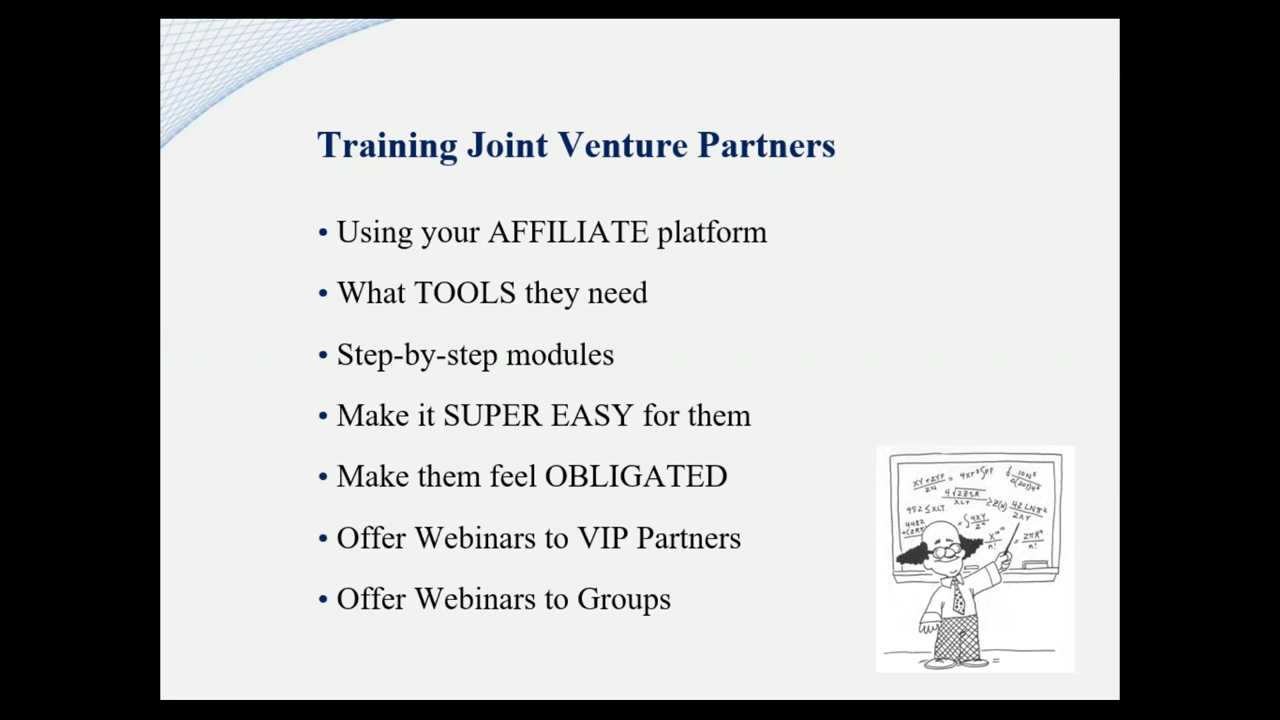 Training Joint Venture Partners
• Using your AFFILIATE platform
• What TOOLS they need
• Step-by-step modules
• Make it SUPER EASY for them
• Make them feel OBLIGATED
Offer Webinars to VIP Partners
• Offer Webinars to Groups